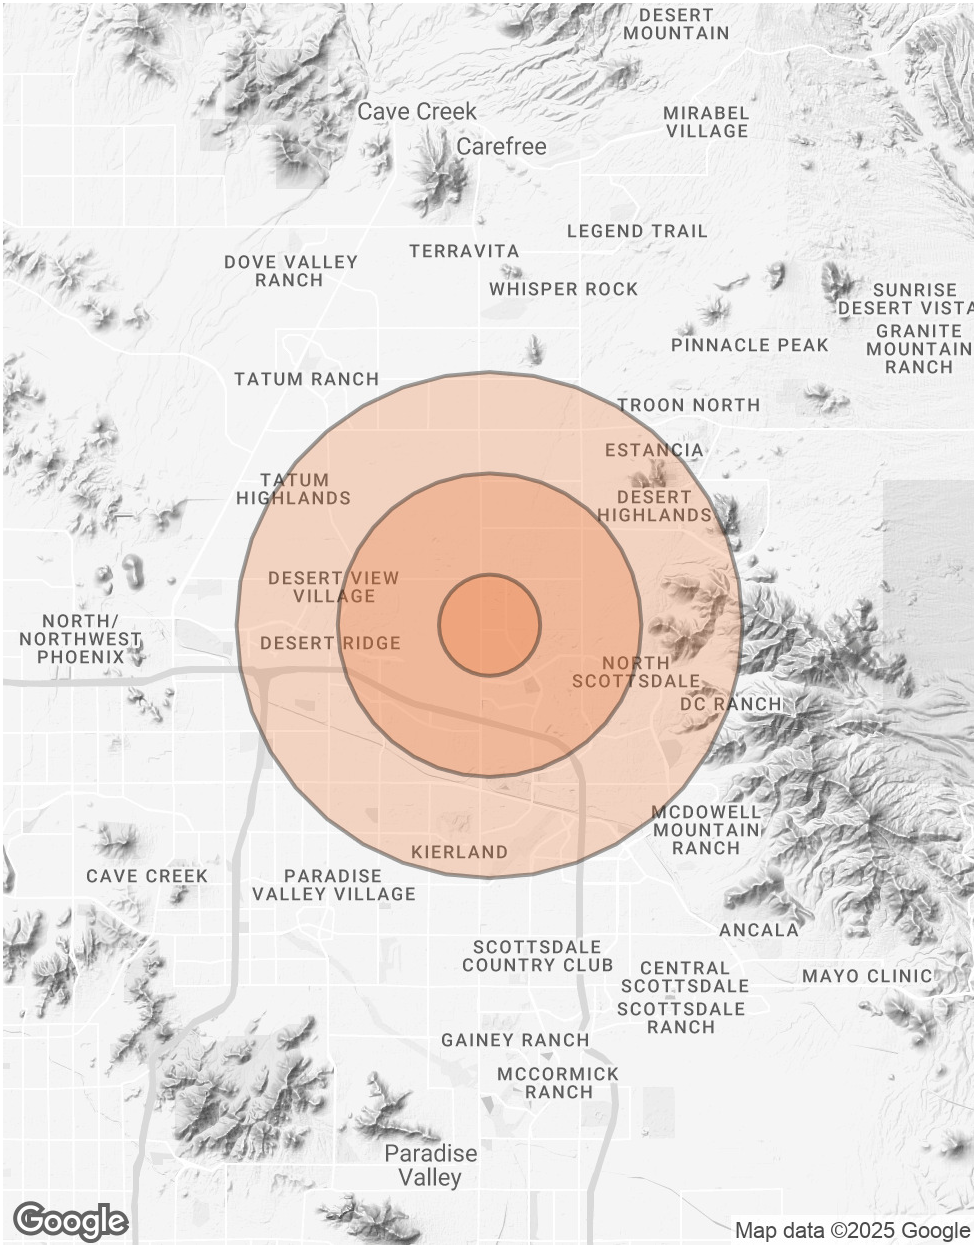 DESERT
MOUNTAIN
Cave Creek
MIRABEL
VILLAGE
Carefree
LEGEND TRAIL
TERRAVITA
DOVE VALLEY
RANCH
WHISPER ROCK
SUNRISE
DESERT VISTA
GRANITE
MOUNTAIN
RANCH
PINNACLE PEAK
TATUM RANCH
TROON NORTH
ESTANCIA
TATUM
HIGHLANDS
DESERT
HIGHLANDS
DESERT VIEW
VILLAGE
NORTH/
NORTHWEST
PHOENIX
DESERT RIDGE
NORTH
SCOTTSDALE
DC RANCH
MCDOWELL
MOUNTAIN
RANCH
KIERLAND
CAVE CREEK
PARADISE
VALLEY VILLAGE
ANCALA
SCOTTSDALE
COUNTRY CLUB
CENTRAL
SCOTTSDALE
MAYO CLINIC
SCOTTSDALE
RANCH
GAINEY RANCH
MCCORMICK
RANCH
Paradise
Valley
Google
Map data ©2025 Google